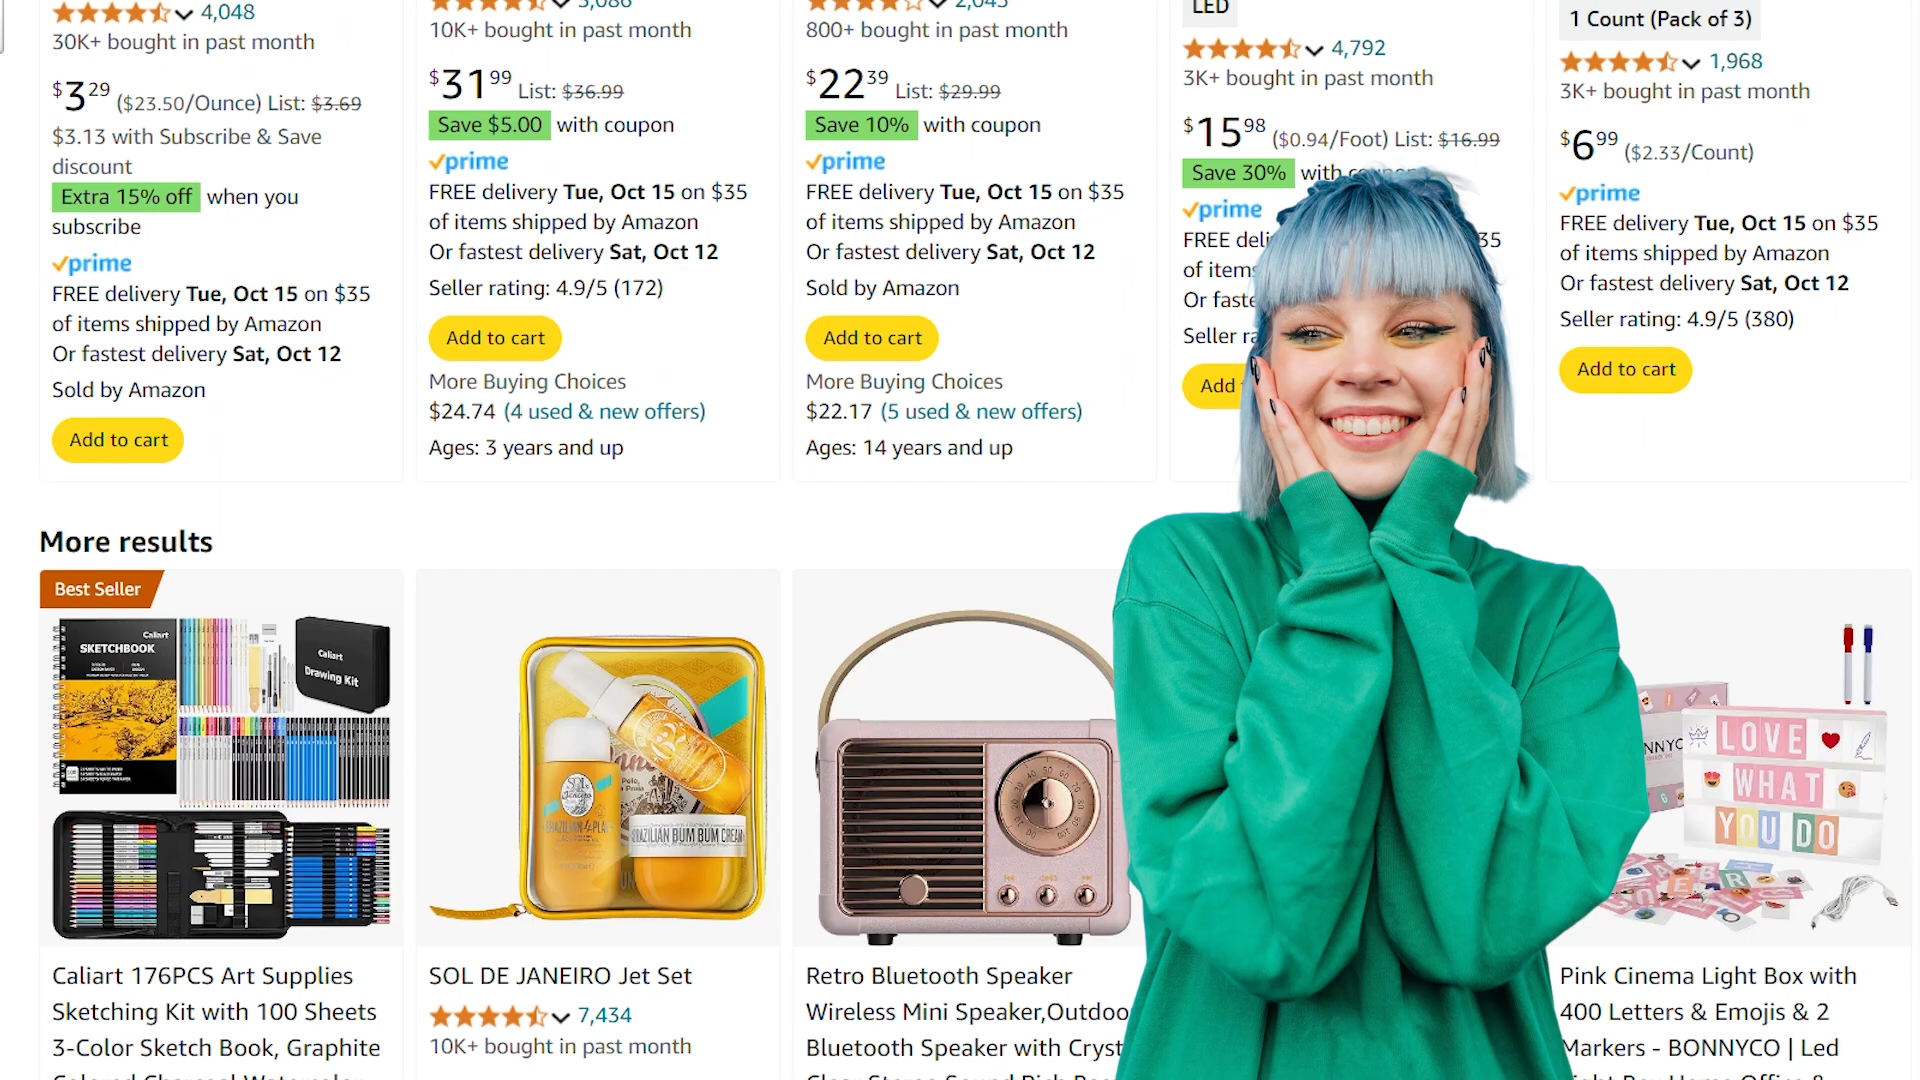 4,048
30K+ bought in past month
$3.29 ($23.50/Ounce) List: $3.69
$3.13 with Subscribe & Save
discount
Extra 15% off when you
subscribe
prime
FREE delivery Tue, Oct 15 on $35
of items shipped by Amazon
Or fastest delivery Sat, Oct 12
Sold by Amazon
Add to cart
10K+ bought in past month
$31.99 List: $36.99
Save $5.00 with coupon
prime
FREE delivery Tue, Oct 15 on $35
of items shipped by Amazon
Or fastest delivery Sat, Oct 12
Seller rating: 4.9/5 (172)
Add to cart
More Buying Choices
$24.74 (4 used & new offers)
Ages: 3 years and up
800+ bought in past month
$22.39 List: $29.99
Save 10% with coupon
prime
FREE delivery Tue, Oct 15 on $35
of items shipped by Amazon
Or fastest delivery Sat, Oct 12
Sold by Amazon
Add to cart
More Buying Choices
$22.17 (5 used & new offers)
Ages: 14 years and up
LED
4,792
3K+ bought in past month
$15.98 ($0.94/Foot) List: $16.99
Save 30% with
prime
FREE
of
Or
35
Seller
Add
1 Count (Pack of 3)
1,968
3K+ bought in past month
$6.99 ($2.33/Count)
prime
FREE delivery Tue, Oct 15 on $35
of items shipped by Amazon
Or fastest delivery Sat, Oct 12
Seller rating: 4.9/5 (380)
Add to cart
More results
Best Seller
Caliart
SKETCHBOOK
Caliart
Drawing Kit
Caliart 176PCS Art Supplies
Sketching Kit with 100 Sheets
3-Color Sketch Book, Graphite
SOL de Janeiro
BRAZILIAN BUM BUM CREAM
SOL DE JANEIRO Jet Set
7,434
10K+ bought in past month
Retro Bluetooth Speaker
Wireless Mini Speaker,Outdoo
Bluetooth Speaker with Cryst
LOVE
WHAT
YOU DO
Pink Cinema Light Box with
400 Letters & Emojis & 2
Markers - BONNYCO | Led